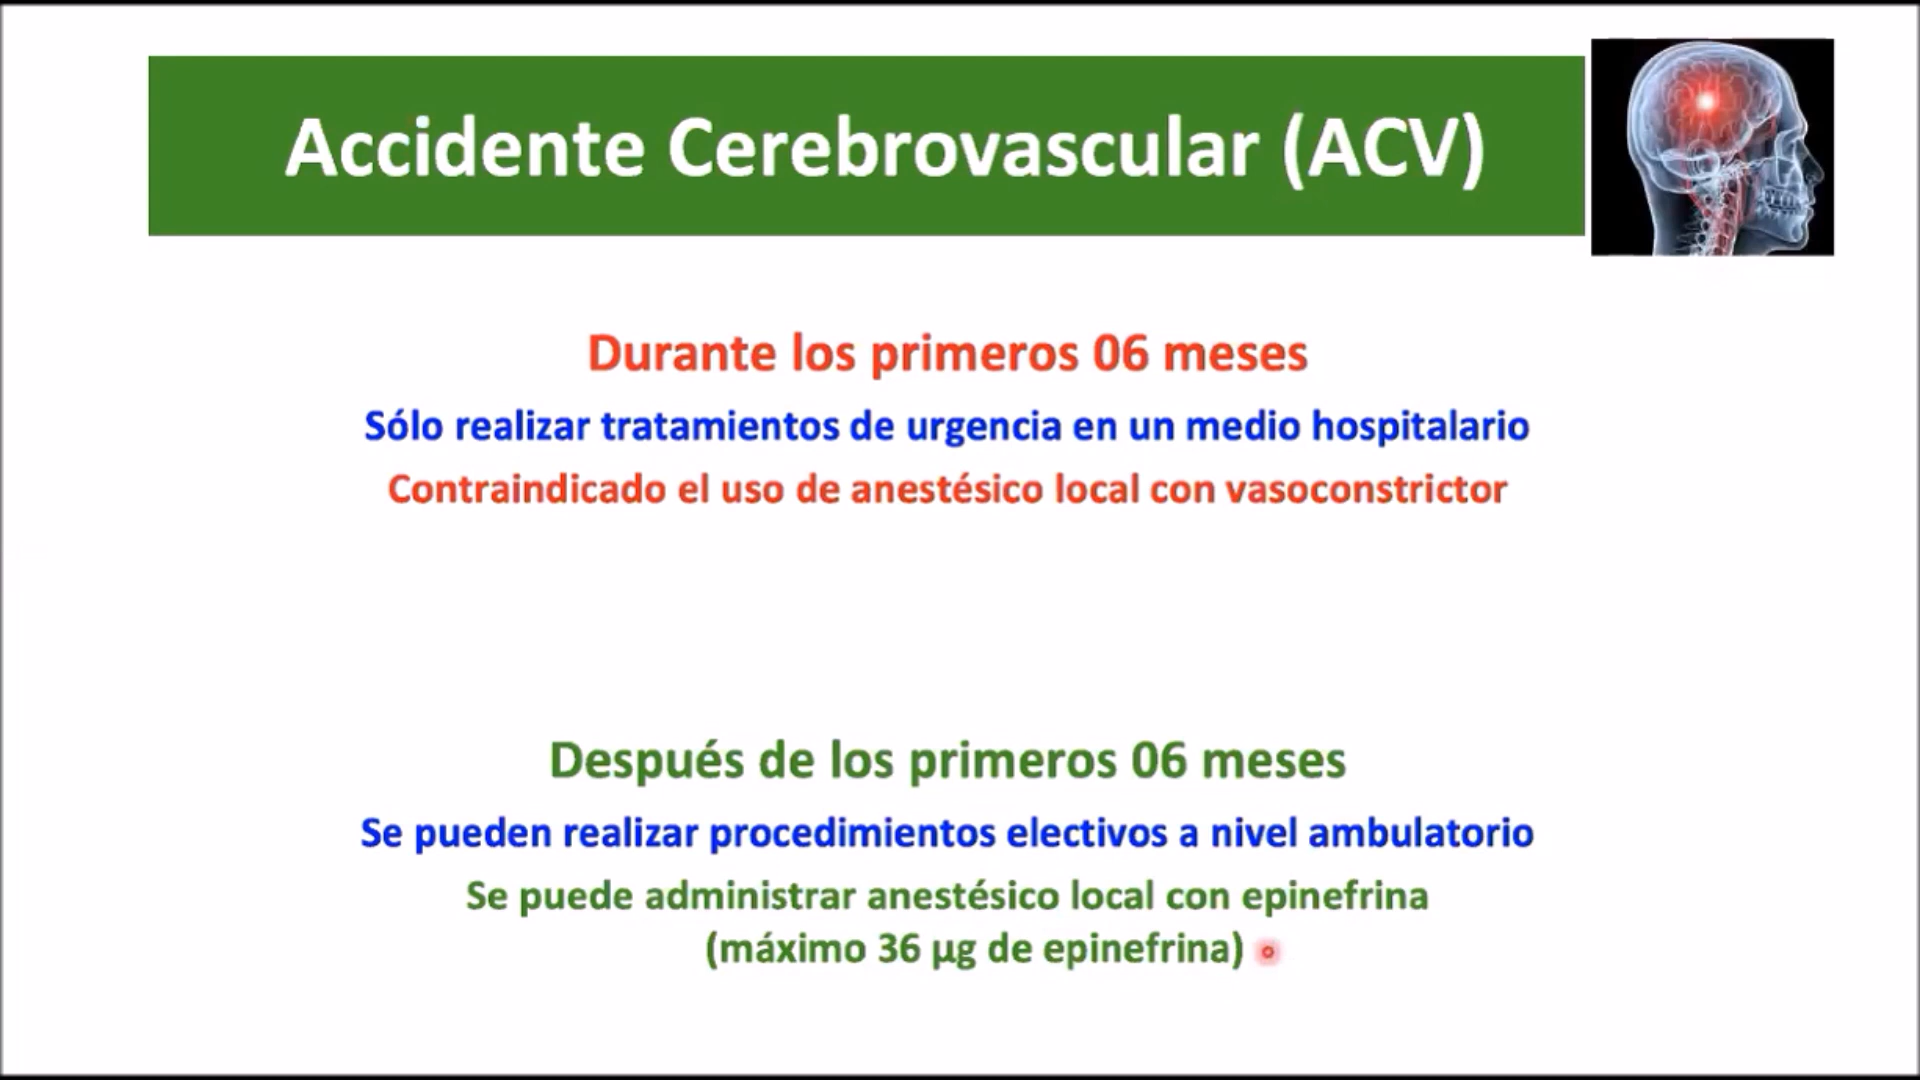 Accidente Cerebrovascular (ACV)
Durante los primeros 06 meses
Sólo realizar tratamientos de urgencia en un medio hospitalario
Contraindicado el uso de anestésico local con vasoconstrictor
Después de los primeros 06 meses
Se pueden realizar procedimientos electivos a nivel ambulatorio
Se puede administrar anestésico local con epinefrina
(máximo 36 µg de epinefrina)